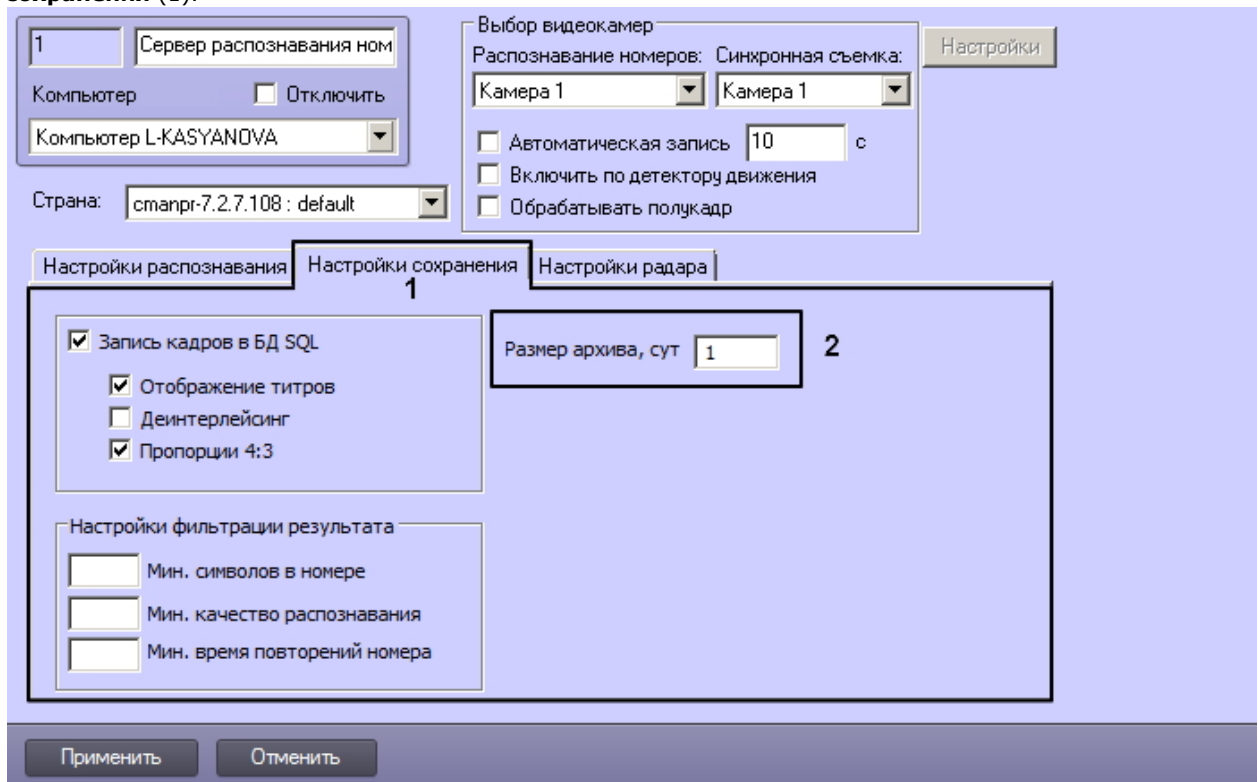 сохранения (1).
1 Сервер распознавания ном
Компьютер Отключить
Компьютер L-KASYANOVA
Страна: cmanpr-7.2.7.108 : default
Выбор видеокамер
Распознавание номеров: Синхронная съемка:
Камера 1 Камера 1
Автоматическая запись 10 с
Включить по детектору движения
Обрабатывать полукадр
Настройки
Настройки распознавания Настройки сохранения Настройки радара
1
Запись кадров в БД SQL
Отображение титров
Деинтерлейсинг
Пропорции 4:3
Размер архива, сут 1 2
Настройки фильтрации результата
Мин. символов в номере
Мин. качество распознавания
Мин. время повторений номера
Применить Отменить